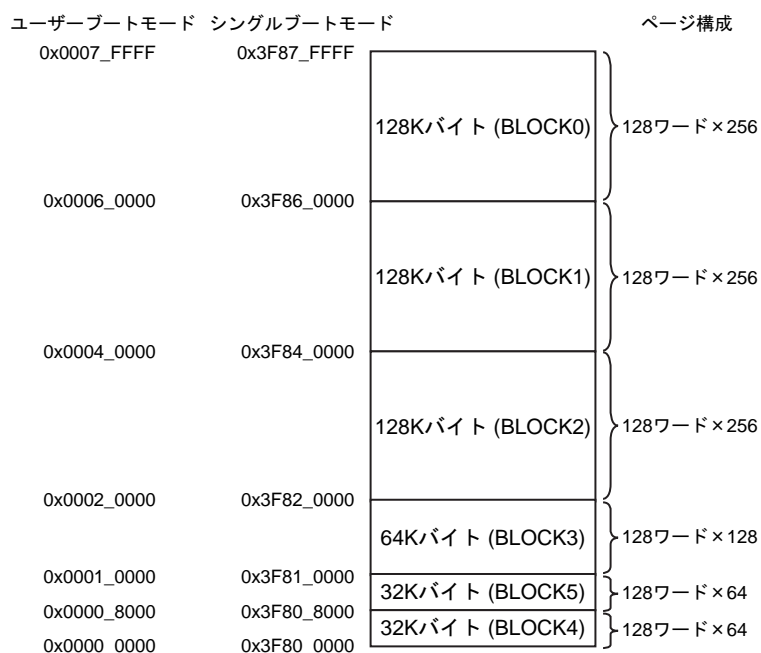 ユーザーブートモード シングルブートモード ページ構成
0x0007_FFFF 0x3F87_FFFF
128Kバイト (BLOCK0) 128ワード×256
0x0006_0000 0x3F86_0000
128Kバイト (BLOCK1) 128ワード×256
0x0004_0000 0x3F84_0000
128Kバイト (BLOCK2) 128ワード×256
0x0002_0000 0x3F82_0000
64Kバイト (BLOCK3) 128ワード×128
0x0001_0000 0x3F81_0000
32Kバイト (BLOCK5) 128ワード×64
0x0000_8000 0x3F80_8000
32Kバイト (BLOCK4) 128ワード×64
0x0000_0000 0x3F80_0000